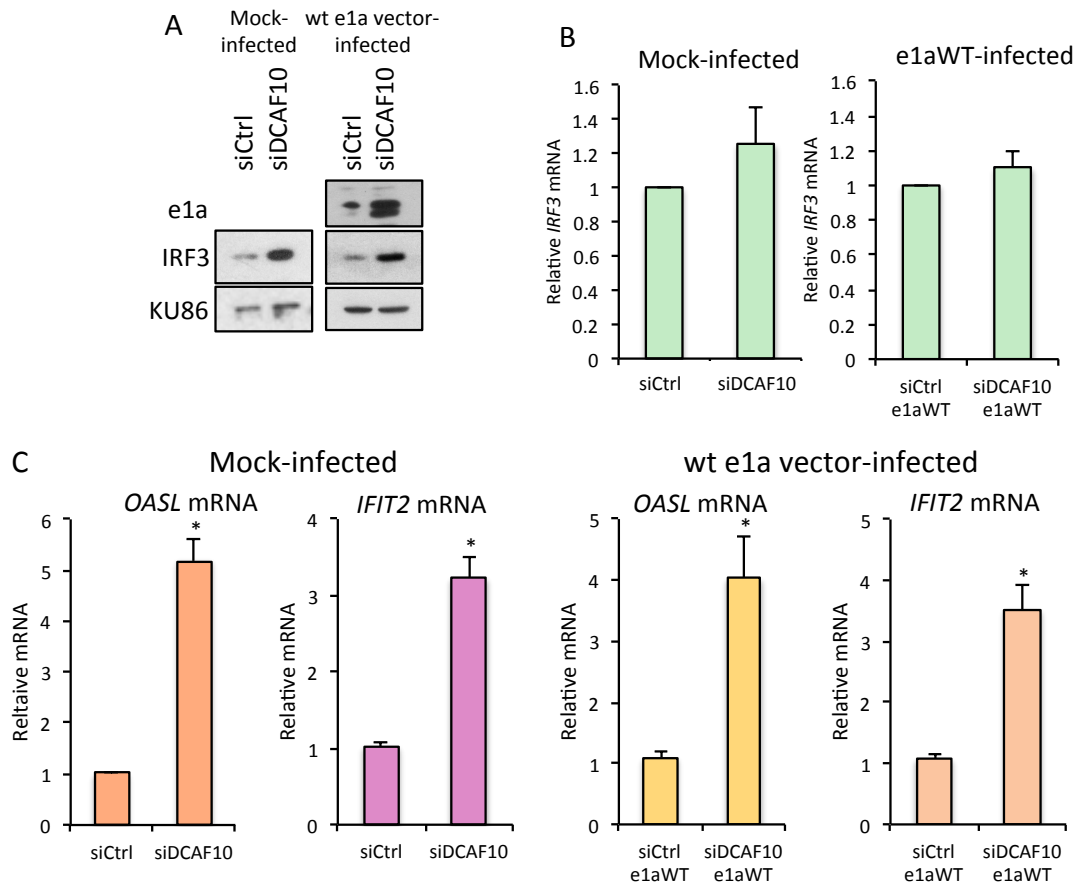 A
Mock-
infected
wt e1a vector-
infected
siCtrl
siDCAF10
siCtrl
siDCAF10
e1a
IRF3
KU86
B
Mock-infected
Relative IRF3 mRNA
1.6
1.4
1.2
1
0.8
0.6
0.4
0.2
0
siCtrl
siDCAF10
e1aWT-infected
Relative IRF3 mRNA
1.6
1.4
1.2
1
0.8
0.6
0.4
0.2
0
siCtrl
e1aWT
siDCAF10
e1aWT
C
Mock-infected
OASL mRNA
Reltaive mRNA
6
5
4
3
2
1
0
*
siCtrl
siDCAF10
IFIT2 mRNA
Relative mRNA
4
3
2
1
0
*
siCtrl
siDCAF10
wt e1a vector-infected
OASL mRNA
Relative mRNA
5
4
3
2
1
0
*
siCtrl
e1aWT
siDCAF10
e1aWT
IFIT2 mRNA
Relative mRNA
5
4
3
2
1
0
*
siCtrl
e1aWT
siDCAF10
e1aWT